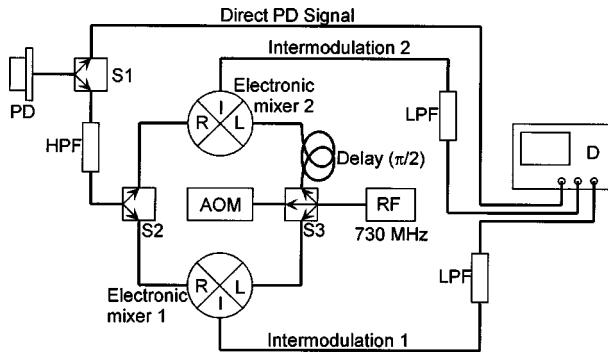 Direct PD Signal
Intermodulation 2
S1
PD
Electronic
mixer 2
I
R
L
LPF
HPF
Delay (π/2)
D
AOM
RF
S2
S3
730 MHz
R
L
I
LPF
Electronic
mixer 1
Intermodulation 1